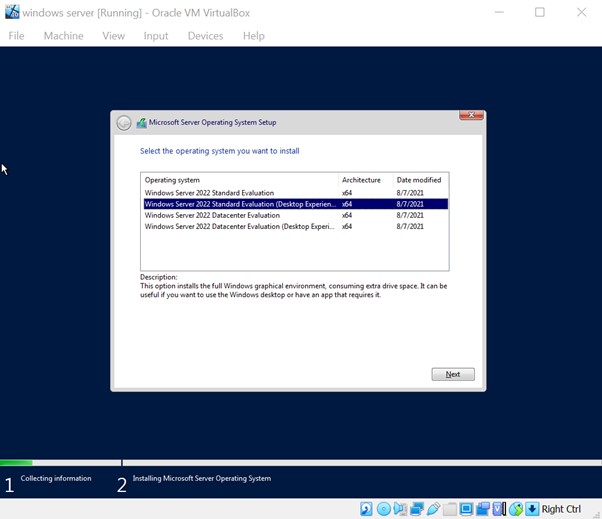 windows server [Running] - Oracle VM VirtualBox
File Machine View Input Devices Help
Microsoft Server Operating System Setup
Select the operating system you want to install
Operating system Architecture Date modified
Windows Server 2022 Standard Evaluation x64 8/7/2021
Windows Server 2022 Standard Evaluation (Desktop Experien... x64 8/7/2021
Windows Server 2022 Datacenter Evaluation x64 8/7/2021
Windows Server 2022 Datacenter Evaluation (Desktop Experi... x64 8/7/2021
Description:
This option installs the full Windows graphical environment, consuming extra drive space. It can be
useful if you want to use the Windows desktop or have an app that requires it.
Next
1 Collecting information 2 Installing Microsoft Server Operating System
Right Ctrl